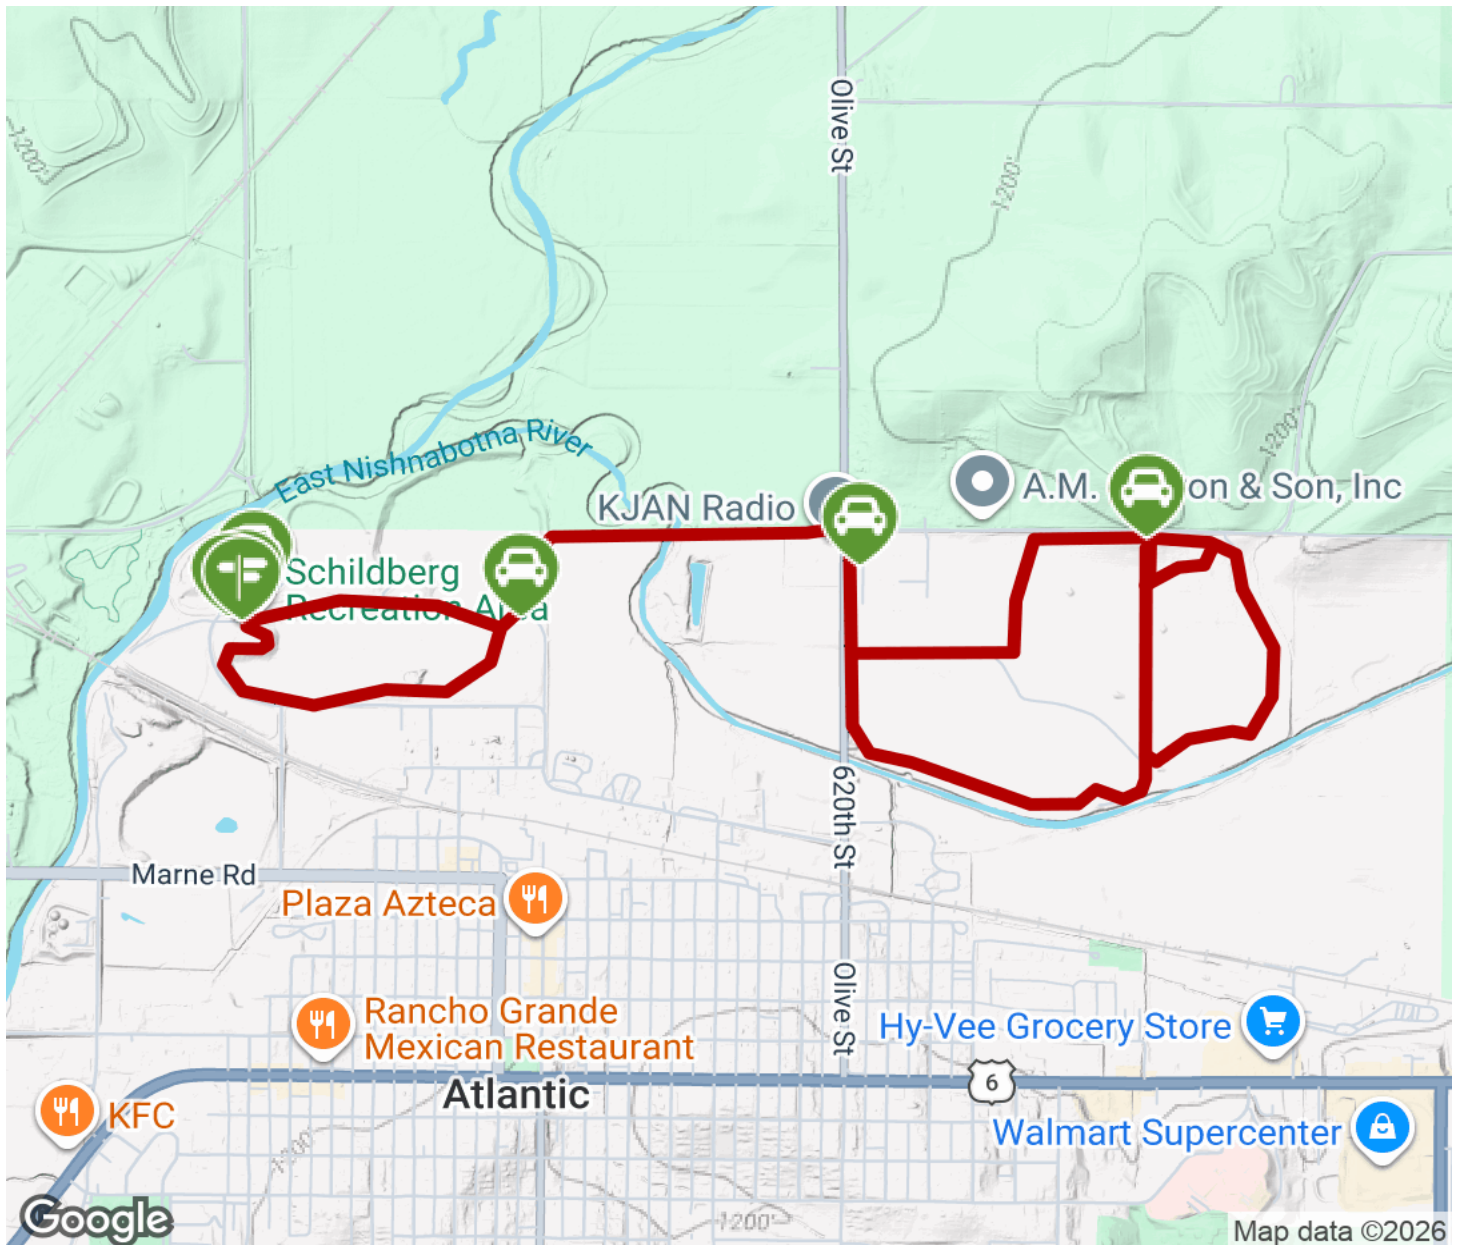 Olive St
1200'
1200'
1200'
East Nishnabotna River
KJAN Radio
A.M.
on & Son, Inc
Schildberg
Recreation Area
620th St
Marne Rd
Plaza Azteca
Olive St
Rancho Grande
Mexican Restaurant
Hy-Vee Grocery Store
6
Atlantic
KFC
Walmart Supercenter
1200'
1200'
Google
Map data ©2026